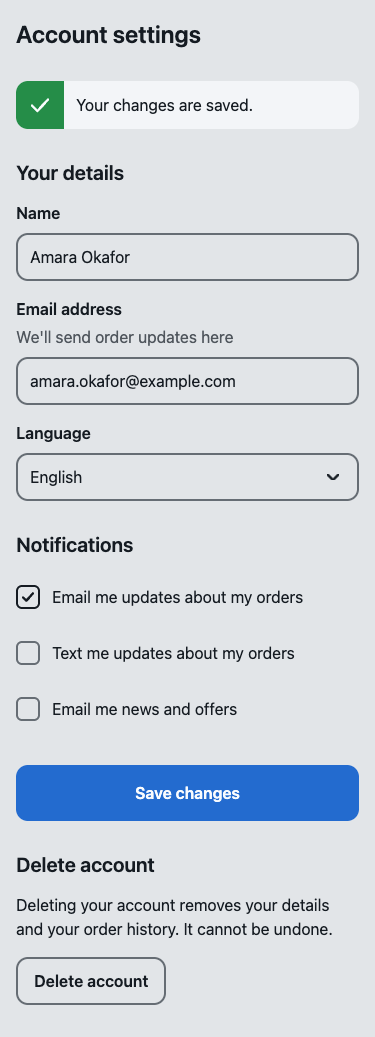 Account settings
Your changes are saved.
Your details
Name
Amara Okafor
Email address
We'll send order updates here
amara.okafor@example.com
Language
English
Notifications
Email me updates about my orders
Text me updates about my orders
Email me news and offers
Save changes
Delete account
Deleting your account removes your details
and your order history. It cannot be undone.
Delete account